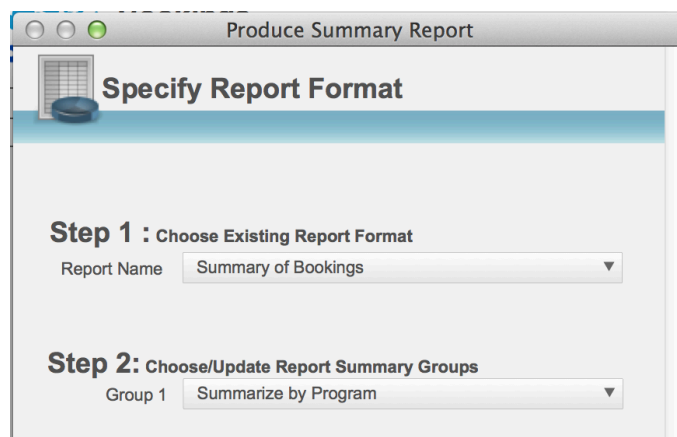 Produce Summary Report
Specify Report Format
Step 1 : Choose Existing Report Format
Report Name Summary of Bookings
Step 2: Choose/Update Report Summary Groups
Group 1 Summarize by Program